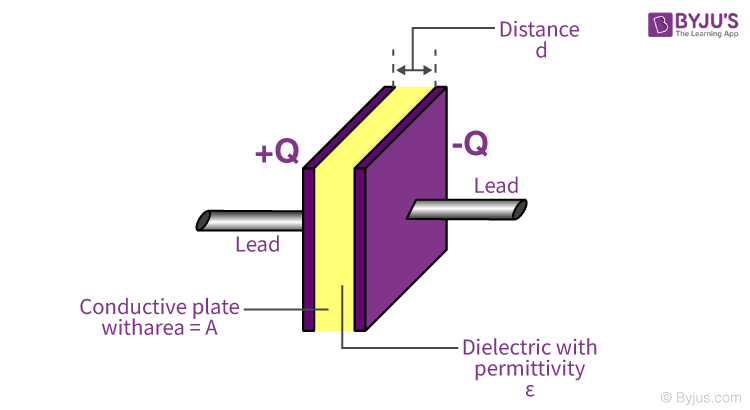 Distance
d
BYJU'S
The Learning App
+Q
-Q
Lead
Lead
Conductive plate
witharea = A
Dielectric with
permittivity
ε
© Byjus.com